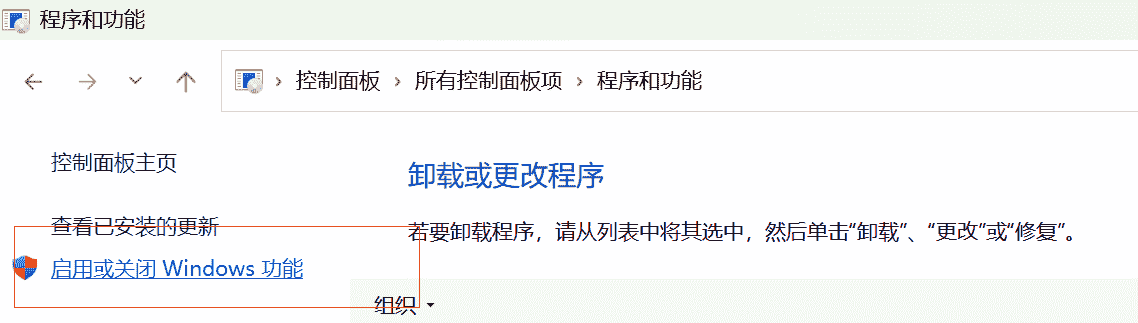 程序和功能
控制面板 › 所有控制面板项 › 程序和功能
控制面板主页
卸载或更改程序
查看已安装的更新
若要卸载程序，请从列表中将其选中，然后单击“卸载”、“更改”或“修复”。
启用或关闭 Windows 功能
组织